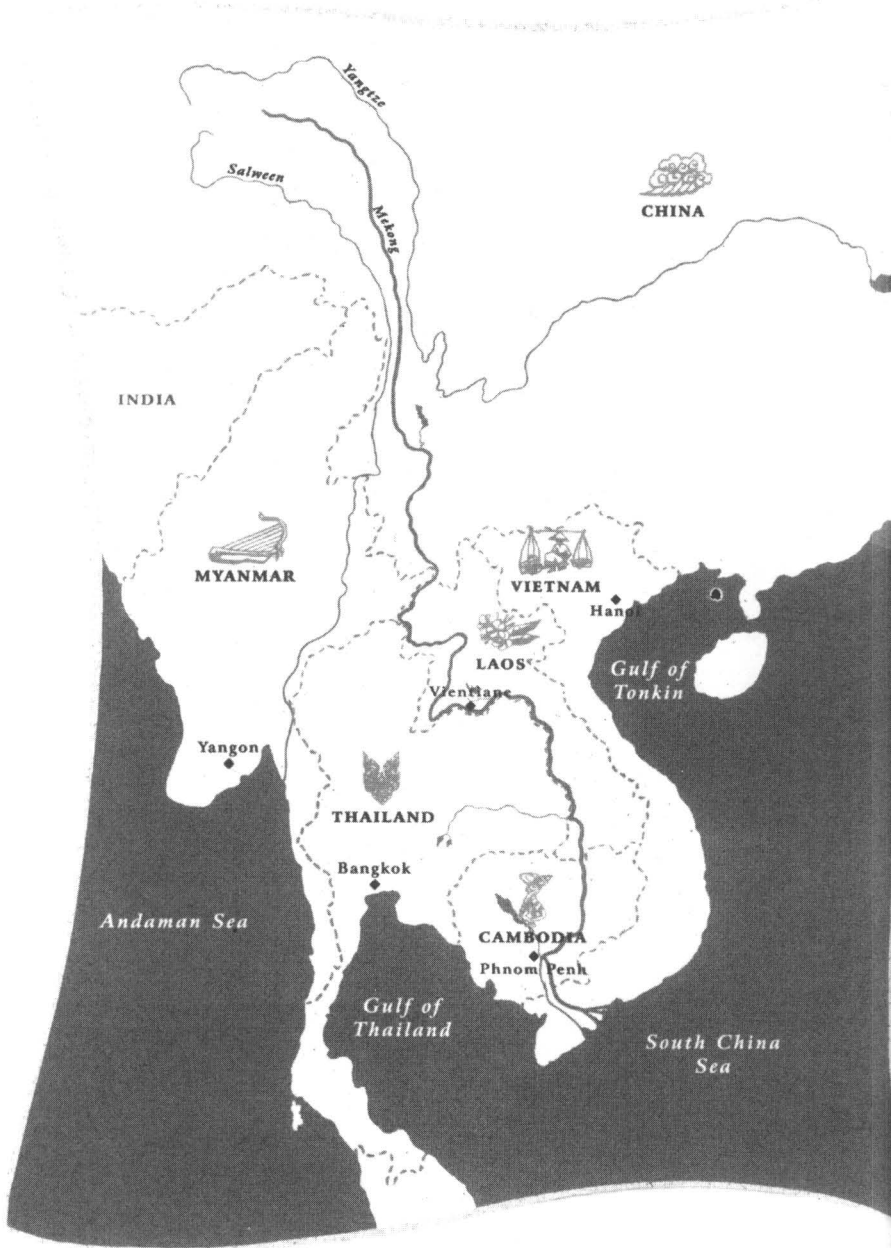 Yangtze
Salween
Mekong
CHINA
INDIA
MYANMAR
VIETNAM
Hanoi
LAOS
Gulf of
Tonkin
Vientiane
Yangon
THAILAND
Bangkok
Andaman Sea
CAMBODIA
Phnom Penh
Gulf of
Thailand
South China
Sea